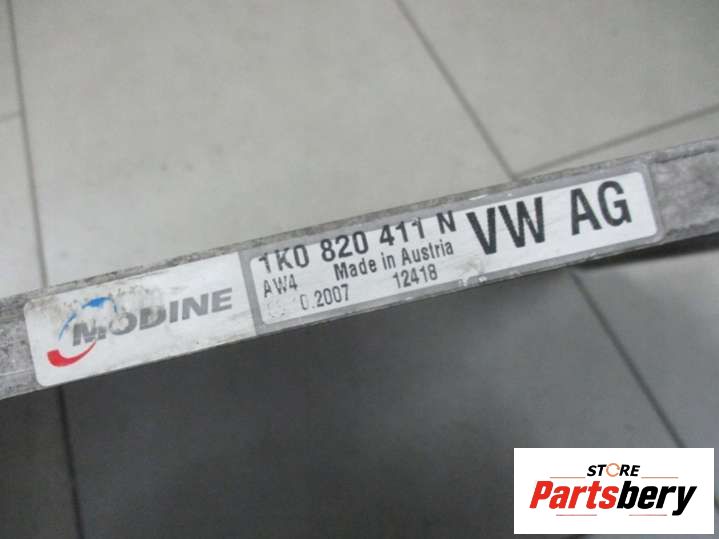 MODINE
1K0 820 411 N VW AG
AW4 Made in Austria
0.2007 12418
STORE
Partsbery